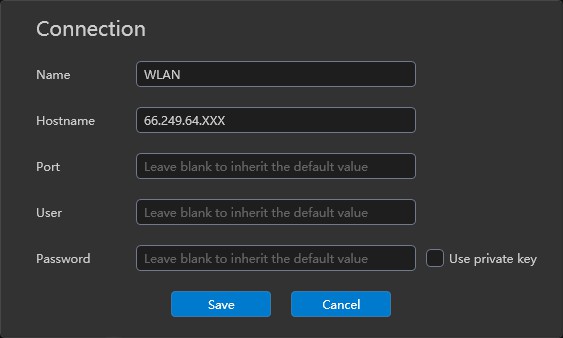 Connection
Name
WLAN
Hostname
66.249.64.XXX
Port
Leave blank to inherit the default value
User
Leave blank to inherit the default value
Password
Leave blank to inherit the default value
Use private key
Save
Cancel